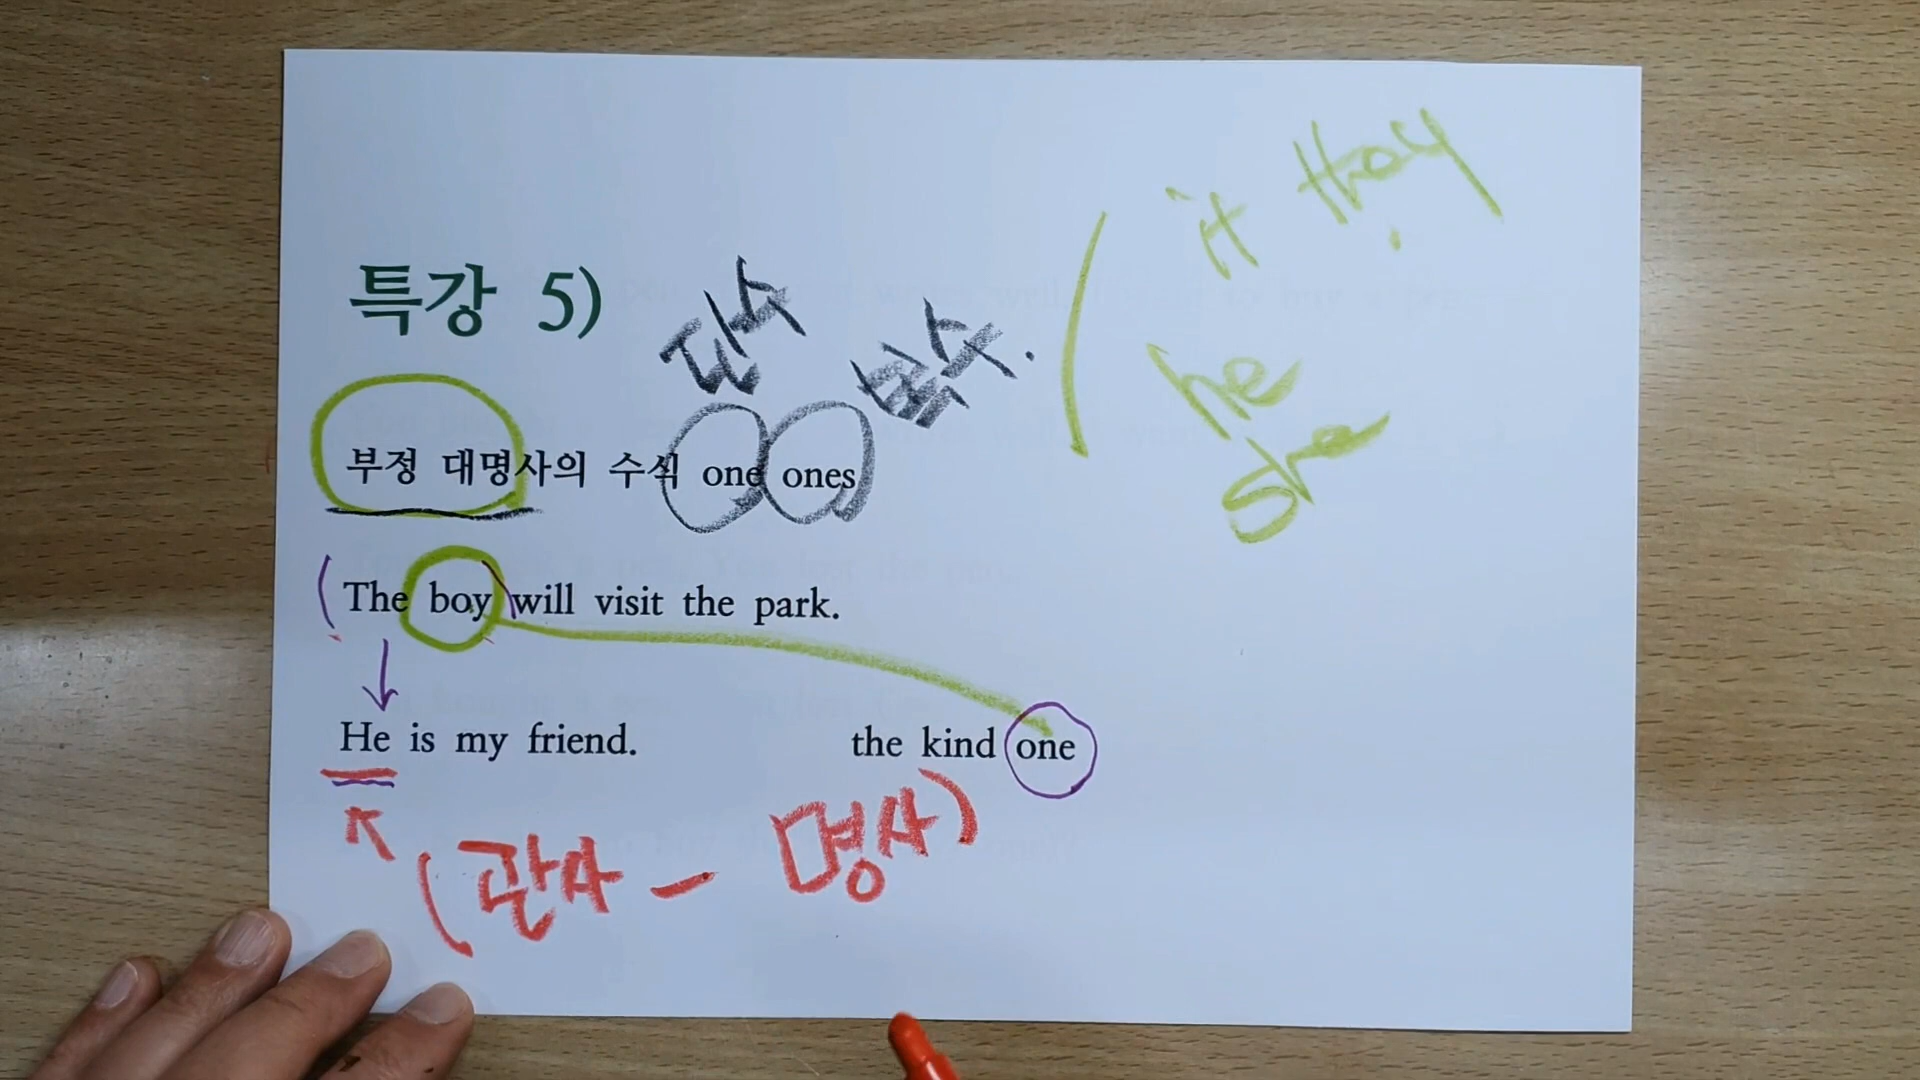 특강 5)
단수 복수.
부정 대명사의 수식 one ones
The boy will visit the park.
He is my friend. the kind one
(관사 - 명사)
it they
he
she